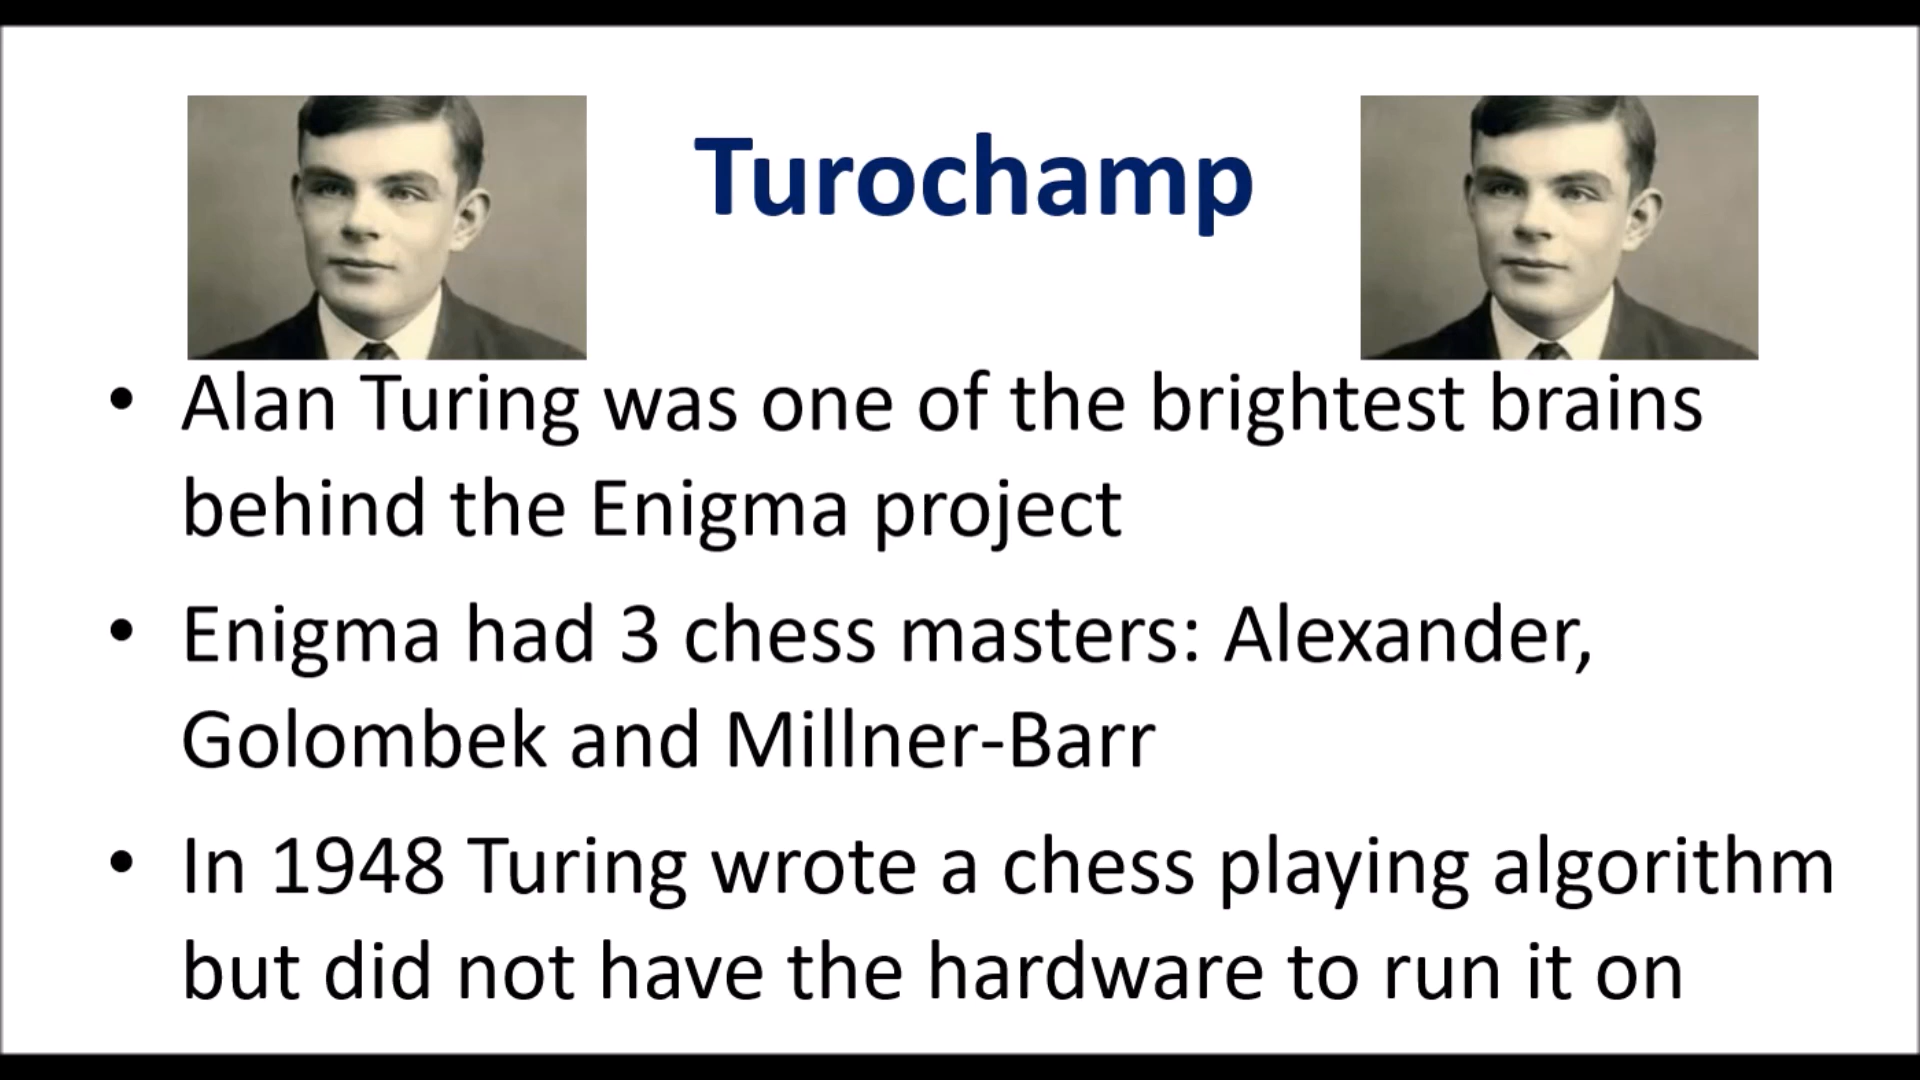 Turochamp
• Alan Turing was one of the brightest brains
behind the Enigma project
• Enigma had 3 chess masters: Alexander,
Golombek and Millner-Barr
• In 1948 Turing wrote a chess playing algorithm
but did not have the hardware to run it on